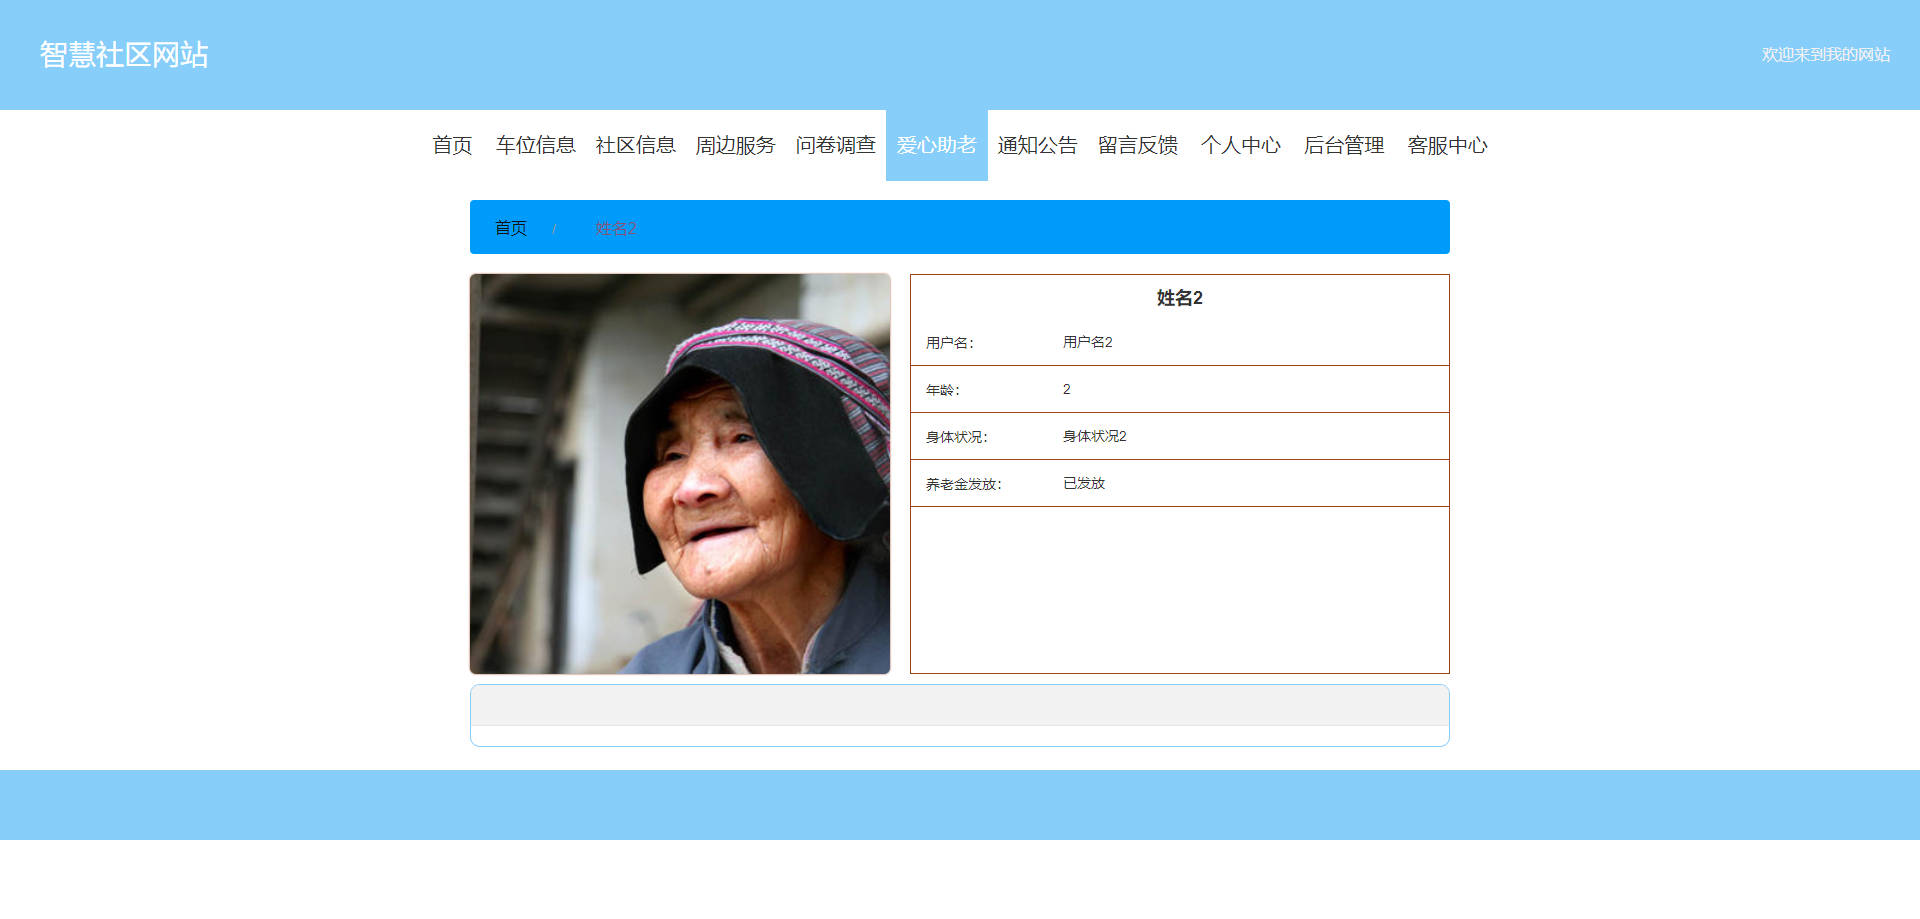 智慧社区网站
欢迎来到我的网站
首页 车位信息 社区信息 周边服务 问卷调查 爱心助老 通知公告 留言反馈 个人中心 后台管理 客服中心
首页 / 姓名2
姓名2
用户名： 用户名2
年龄： 2
身体状况： 身体状况2
养老金发放： 已发放